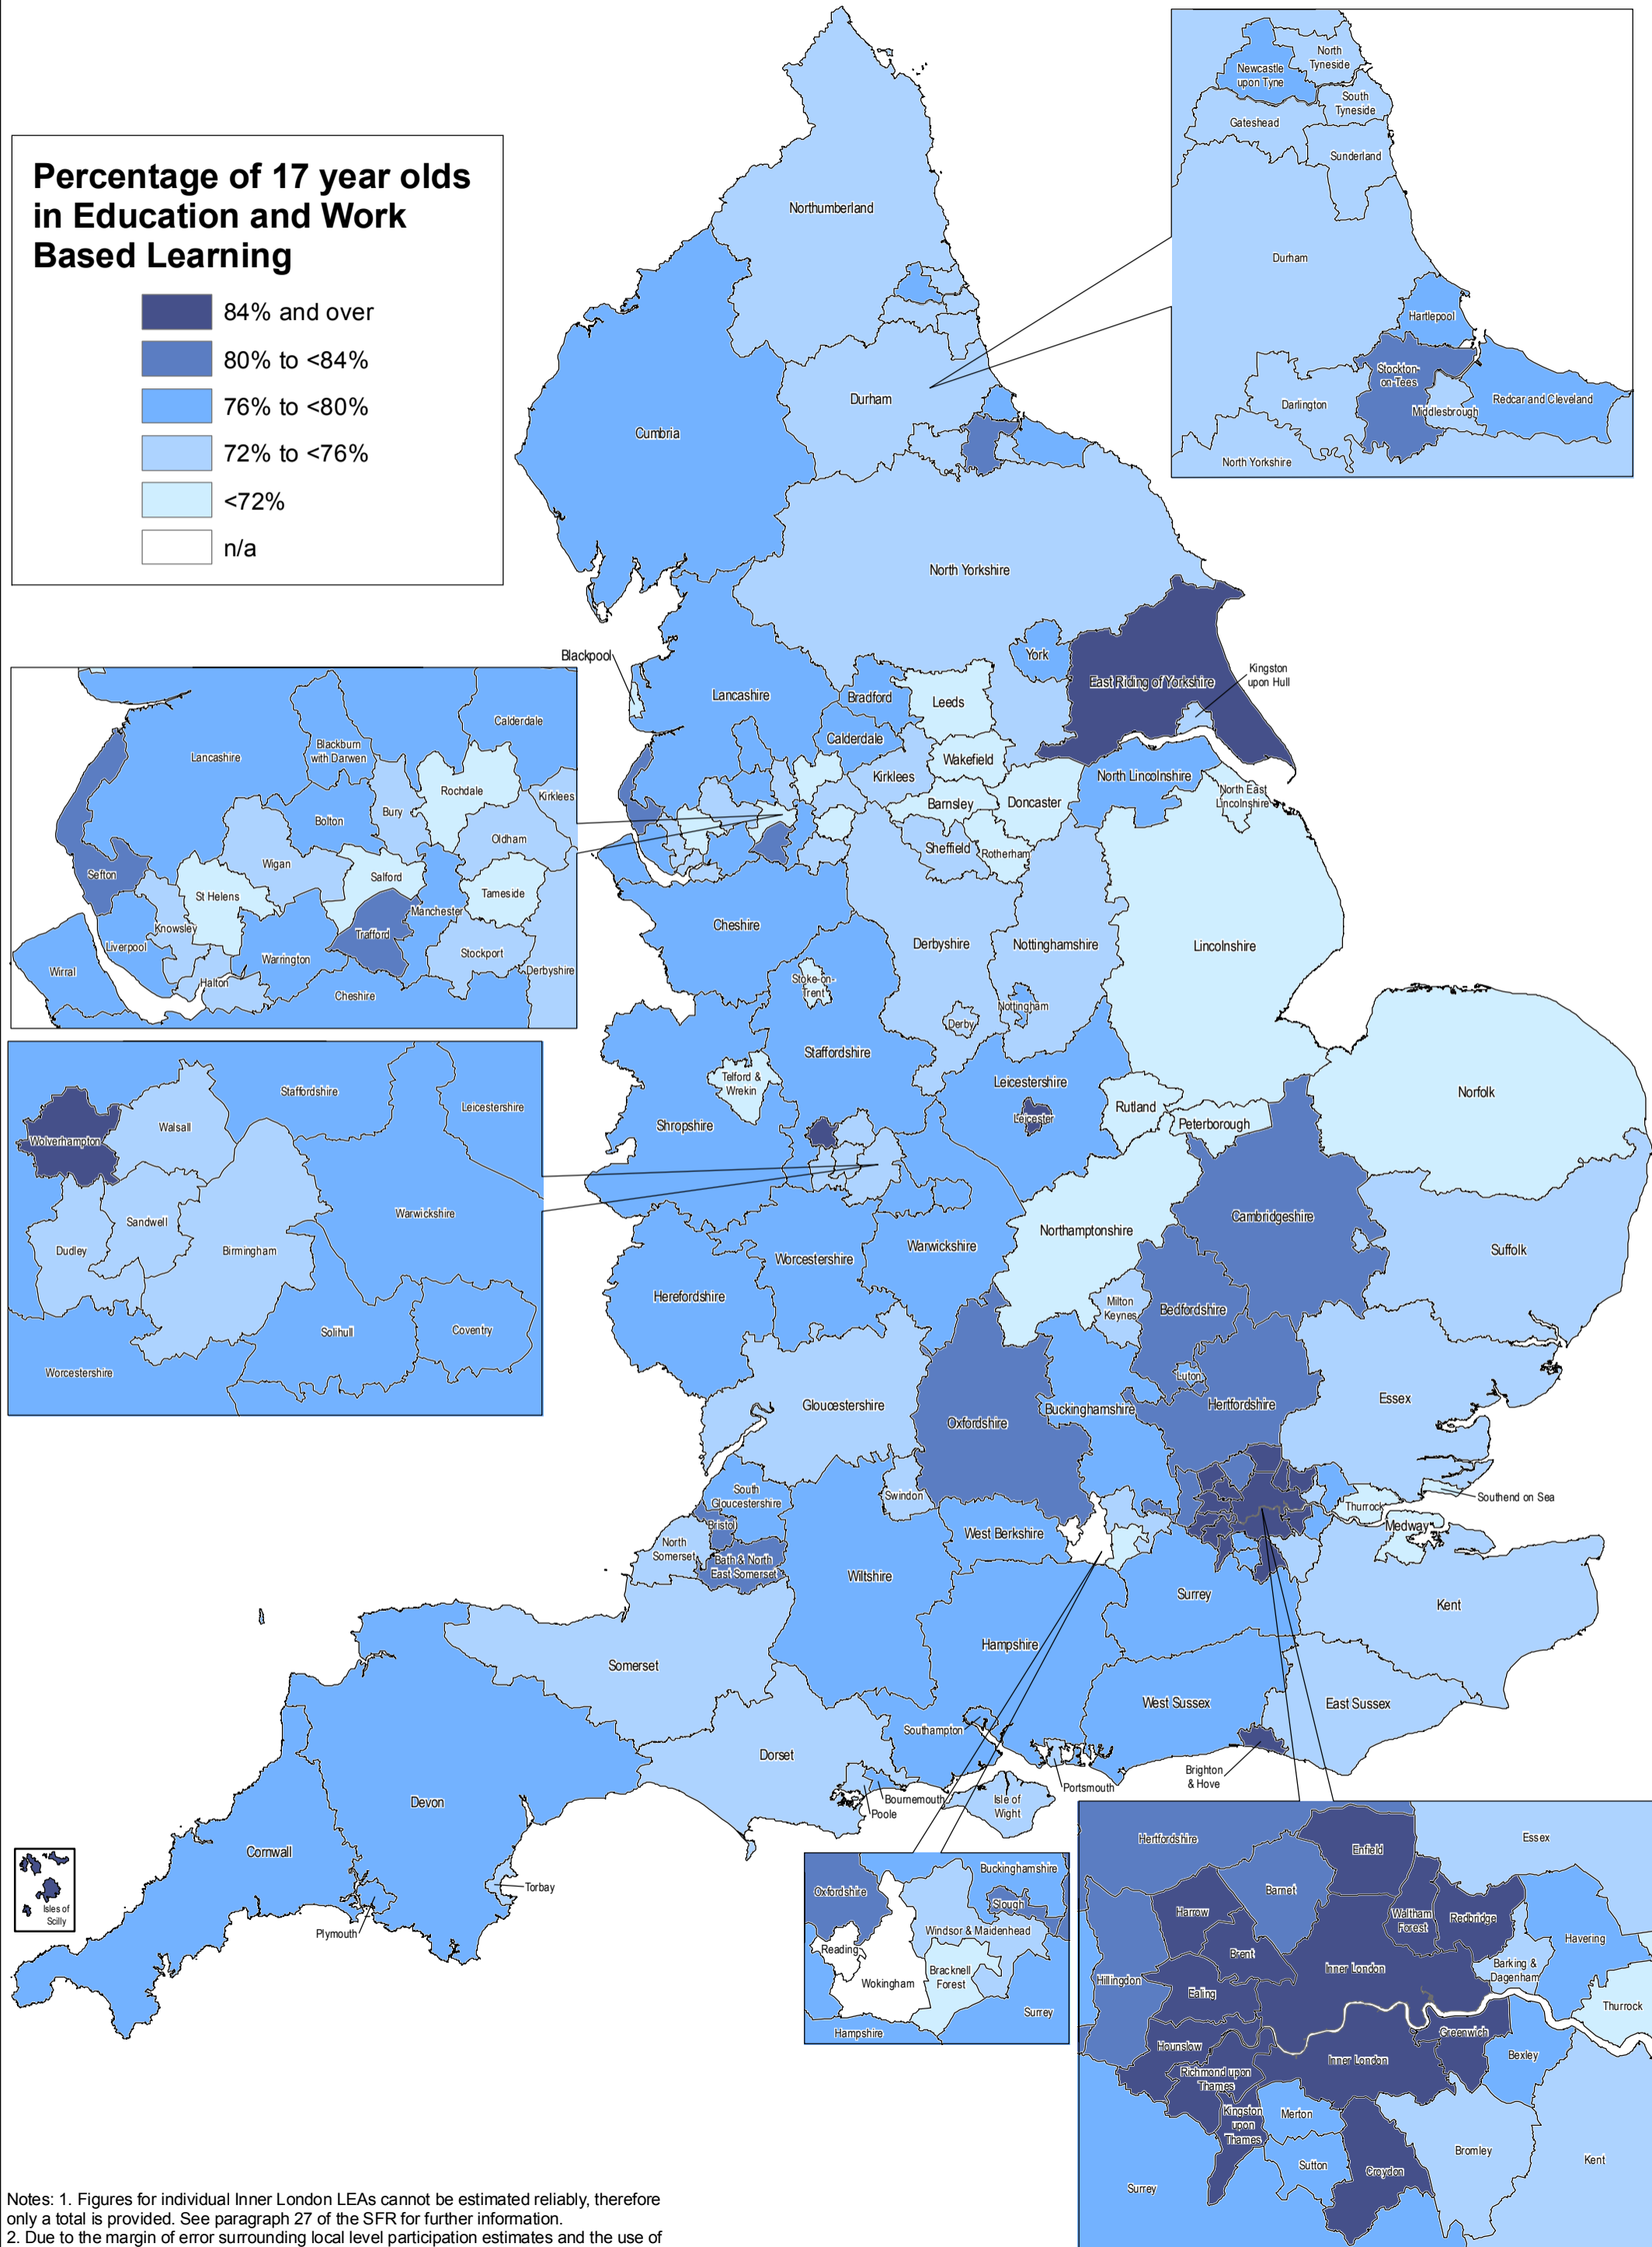 Percentage of 17 year olds
in Education and Work
Based Learning
84% and over
80% to <84%
76% to <80%
72% to <76%
<72%
n/a
Newcastle
upon Tyne
North
Tyneside
South
Tyneside
Gateshead
Sunderland
Durham
Hartlepool
Stockton-
on-Tees
Redcar and Cleveland
Darlington
Middlesbrough
North Yorkshire
Northumberland
Durham
Cumbria
North Yorkshire
York
East Riding of Yorkshire
Kingston
upon Hull
Blackpool
Lancashire
Bradford
Leeds
Calderdale
Wakefield
Kirklees
North Lincolnshire
North East
Lincolnshire
Barnsley
Doncaster
Sheffield
Rotherham
Cheshire
Derbyshire
Nottinghamshire
Lincolnshire
Stoke-on-
Trent
Nottingham
Derby
Staffordshire
Leicestershire
Telford &
Wrekin
Norfolk
Rutland
Leicester
Peterborough
Shropshire
Northamptonshire
Cambridgeshire
Suffolk
Warwickshire
Worcestershire
Herefordshire
Milton
Keynes
Bedfordshire
Luton
Essex
Gloucestershire
Oxfordshire
Buckinghamshire
Hertfordshire
South
Gloucestershire
Swindon
Southend on Sea
Thurrock
Bristol
West Berkshire
Medway
North
Somerset
Bath & North
East Somerset
Wiltshire
Surrey
Kent
Hampshire
Somerset
West Sussex
East Sussex
Southampton
Dorset
Brighton
& Hove
Portsmouth
Bournemouth
Poole
Isle of
Wight
Devon
Cornwall
Torbay
Plymouth
Isles of
Scilly
Calderdale
Lancashire
Blackburn
with Darwen
Rochdale
Kirklees
Bury
Bolton
Oldham
Wigan
Sefton
Salford
Tameside
St Helens
Manchester
Knowsley
Trafford
Liverpool
Stockport
Warrington
Wirral
Derbyshire
Halton
Cheshire
Staffordshire
Leicestershire
Walsall
Wolverhampton
Warwickshire
Sandwell
Dudley
Birmingham
Solihull
Coventry
Worcestershire
Buckinghamshire
Oxfordshire
Slough
Windsor & Maidenhead
Reading
Bracknell
Forest
Wokingham
Surrey
Hampshire
Hertfordshire
Essex
Enfield
Barnet
Harrow
Waltham
Forest
Redbridge
Havering
Brent
Inner London
Barking &
Dagenham
Hillingdon
Ealing
Thurrock
Greenwich
Hounslow
Inner London
Bexley
Richmond upon
Thames
Kingston
upon
Thames
Merton
Bromley
Kent
Sutton
Croydon
Surrey
Notes: 1. Figures for individual Inner London LEAs cannot be estimated reliably, therefore
only a total is provided. See paragraph 27 of the SFR for further information.
2. Due to the margin of error surrounding local level participation estimates and the use of